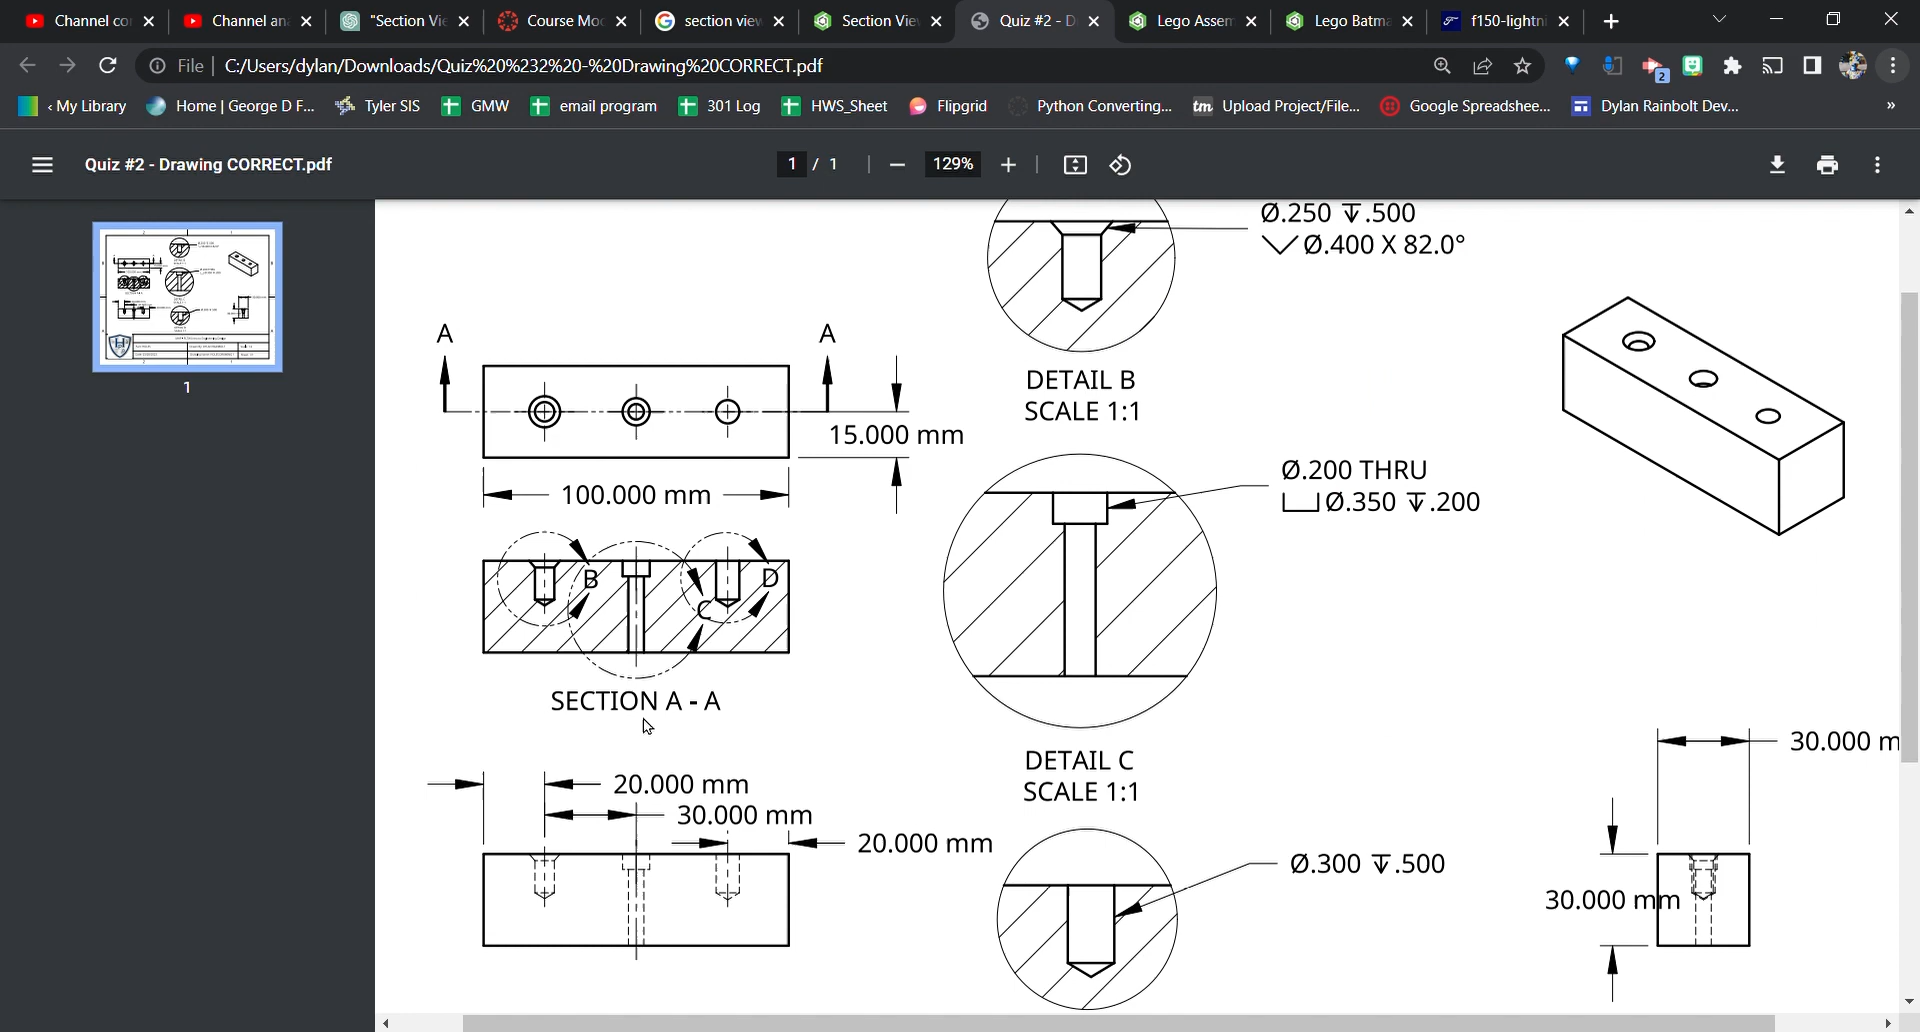 Channel co
Channel an
"Section Vie
Course Mo
section view
Section Vie
Quiz #2 - D
Lego Assem
Lego Batma
f150-lightni
File
C:/Users/dylan/Downloads/Quiz%20%232%20-%20Drawing%20CORRECT.pdf
2
‹ My Library
Home | George D F...
Tyler SIS
GMW
email program
301 Log
HWS_Sheet
Flipgrid
Python Converting...
tm Upload Project/File...
Google Spreadshee...
Dylan Rainbolt Dev...
»
Quiz #2 - Drawing CORRECT.pdf
1 / 1
129%
1
Ø.250 ↧.500
⌵ Ø.400 X 82.0°
A
A
DETAIL B
SCALE 1:1
15.000 mm
100.000 mm
Ø.200 THRU
⌴ Ø.350 ↧.200
B
C
D
SECTION A - A
DETAIL C
SCALE 1:1
20.000 mm
30.000 mm
20.000 mm
Ø.300 ↧.500
30.000 m
30.000 mm